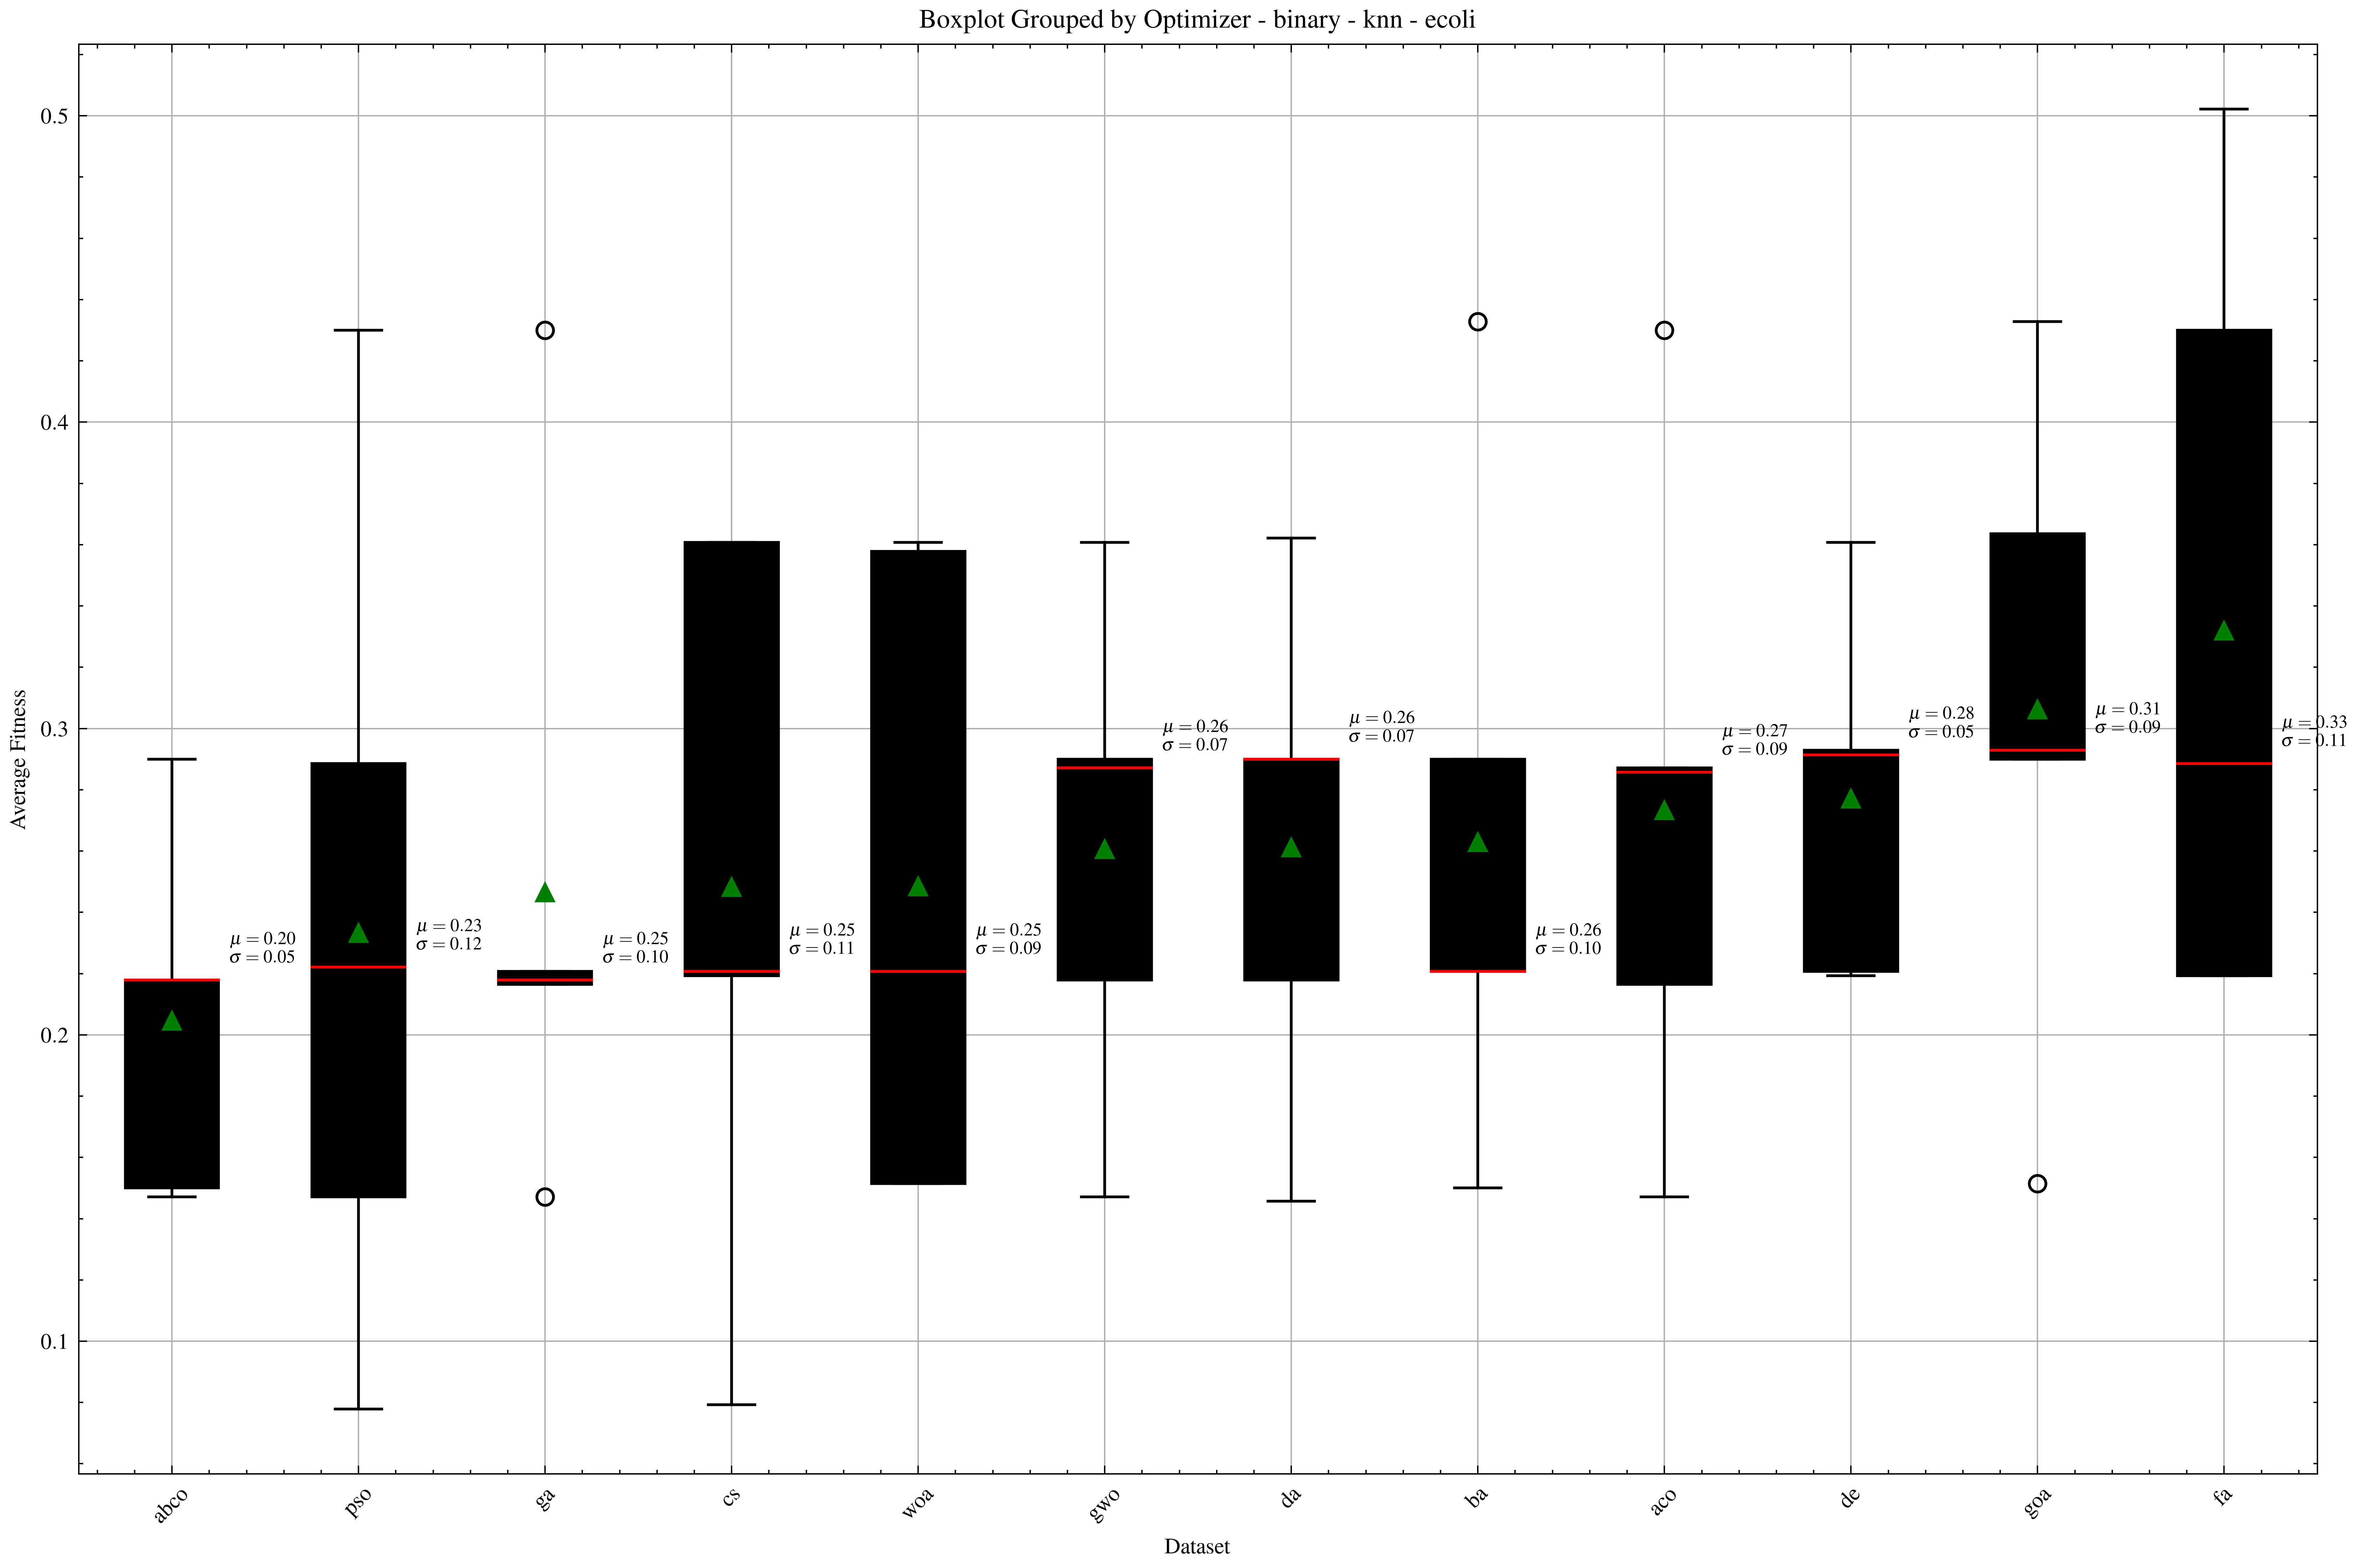 Boxplot Grouped by Optimizer - binary - knn - ecoli
Average Fitness
0.5
0.4
0.3
0.2
0.1
μ = 0.20
σ = 0.05
μ = 0.23
σ = 0.12
μ = 0.25
σ = 0.10
μ = 0.25
σ = 0.11
μ = 0.25
σ = 0.09
μ = 0.26
σ = 0.07
μ = 0.26
σ = 0.07
μ = 0.26
σ = 0.10
μ = 0.27
σ = 0.09
μ = 0.28
σ = 0.05
μ = 0.31
σ = 0.09
μ = 0.33
σ = 0.11
abco
pso
ga
cs
woa
gwo
da
ba
aco
de
goa
fa
Dataset